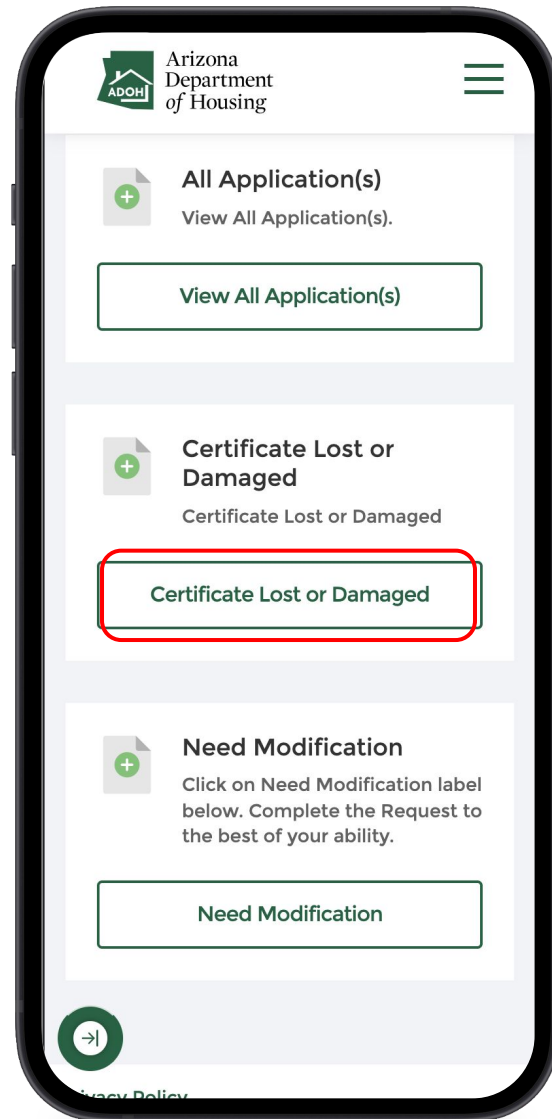 ADOH
Arizona
Department
of Housing
All Application(s)
View All Application(s).
View All Application(s)
Certificate Lost or
Damaged
Certificate Lost or Damaged
Certificate Lost or Damaged
Need Modification
Click on Need Modification label
below. Complete the Request to
the best of your ability.
Need Modification
Privacy Policy